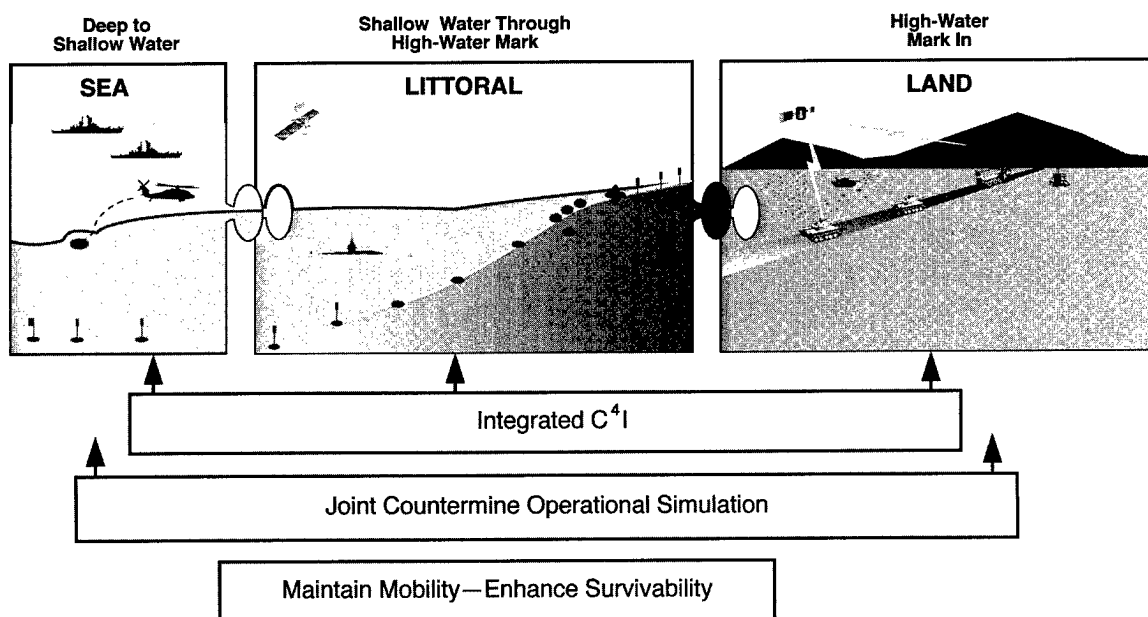 Deep to
Shallow Water
Shallow Water Through
High-Water Mark
High-Water
Mark In
SEA
LITTORAL
LAND
Integrated C⁴I
Joint Countermine Operational Simulation
Maintain Mobility—Enhance Survivability